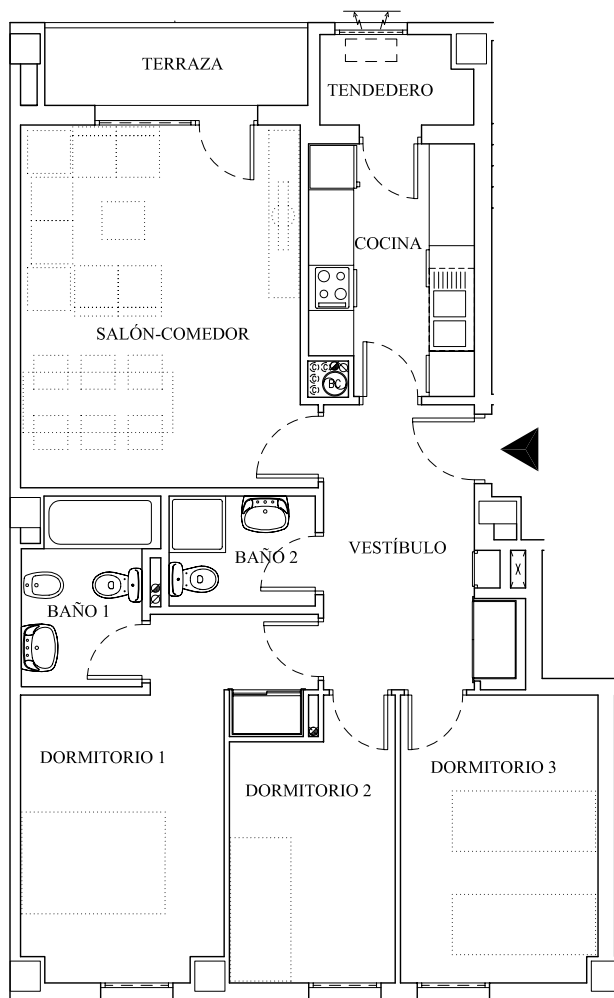 TERRAZA
TENDEDERO
COCINA
SALÓN-COMEDOR
BC
VESTÍBULO
BAÑO 2
BAÑO 1
DORMITORIO 1
DORMITORIO 2
DORMITORIO 3